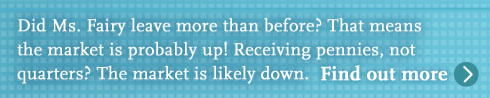 Did Ms. Fairy leave more than before? That means
the market is probably up! Receiving pennies, not
quarters? The market is likely down. Find out more